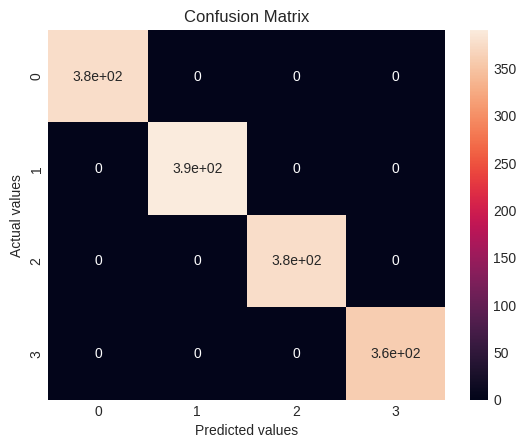 Confusion Matrix
Actual values
0 3.8e+02 0 0 0
1 0 3.9e+02 0 0
2 0 0 3.8e+02 0
3 0 0 0 3.6e+02
0 1 2 3
Predicted values
350
300
250
200
150
100
50
0